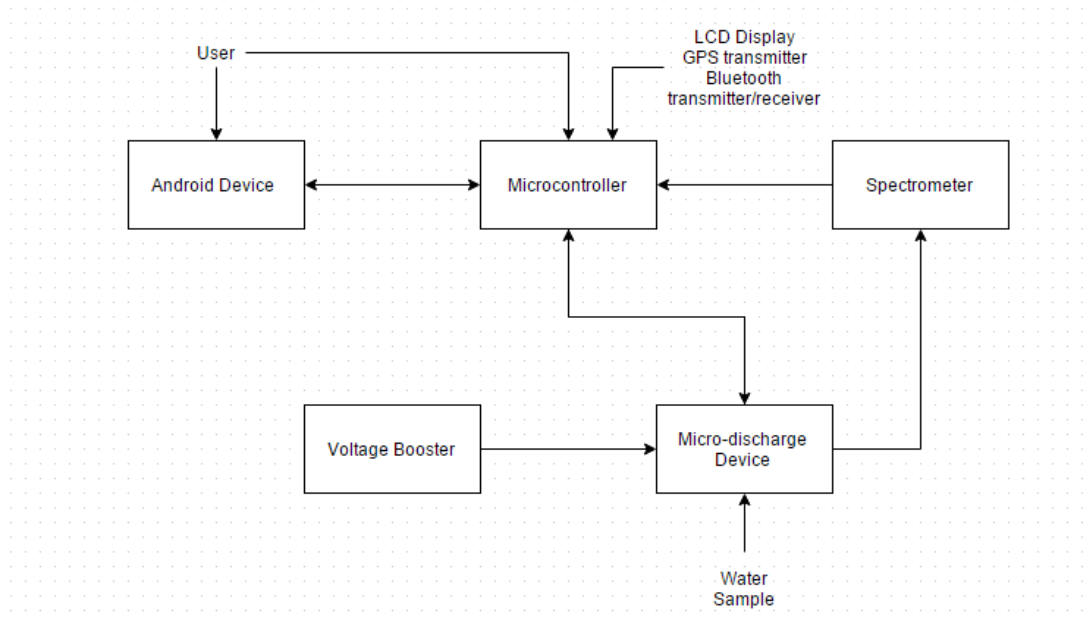 User
LCD Display
GPS transmitter
Bluetooth
transmitter/receiver
Android Device
Microcontroller
Spectrometer
Voltage Booster
Micro-discharge
Device
Water
Sample